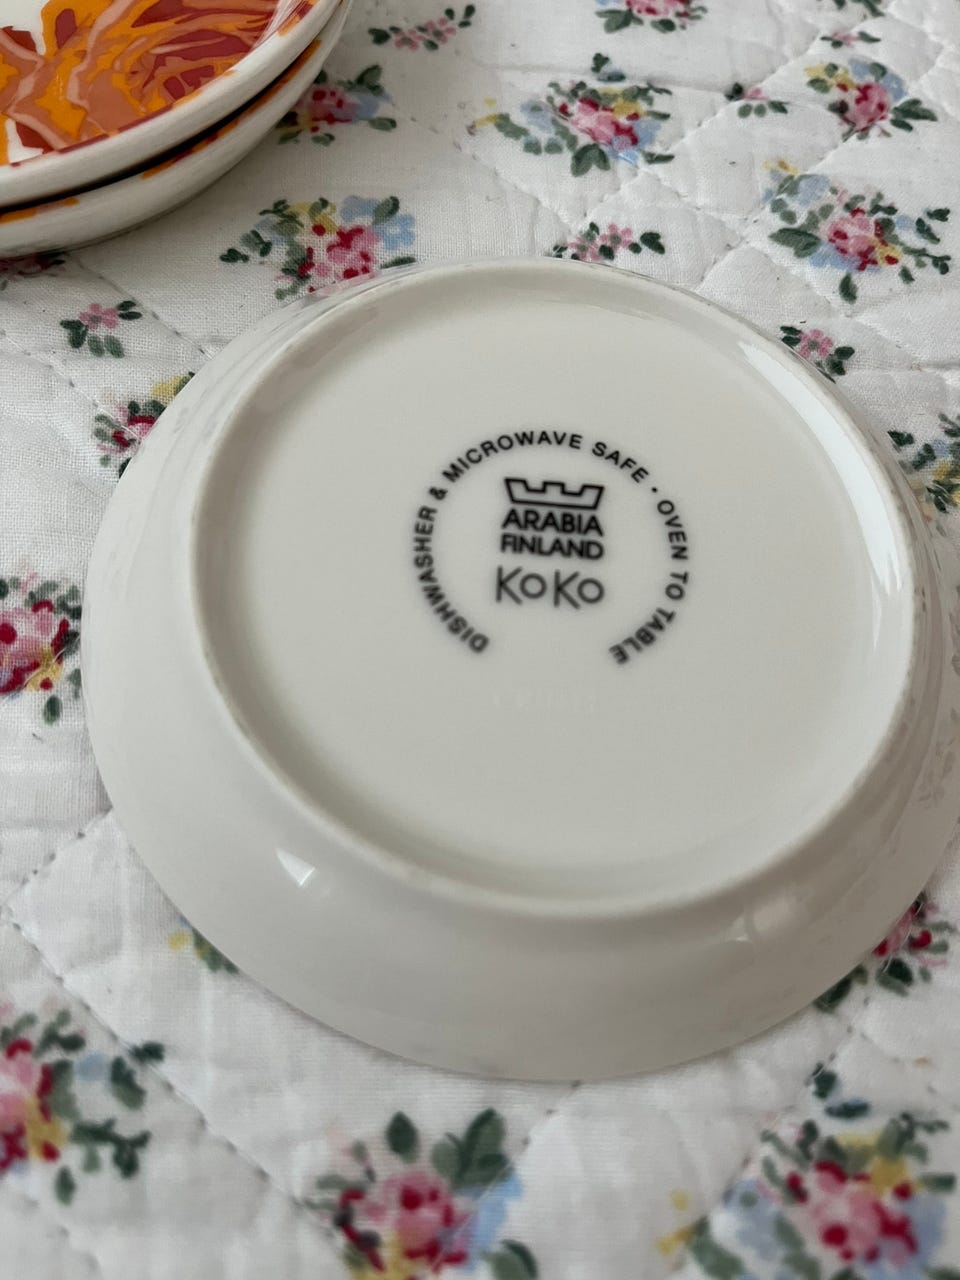 DISHWASHER & MICROWAVE SAFE · OVEN TO TABLE
ARABIA
FINLAND
KoKo